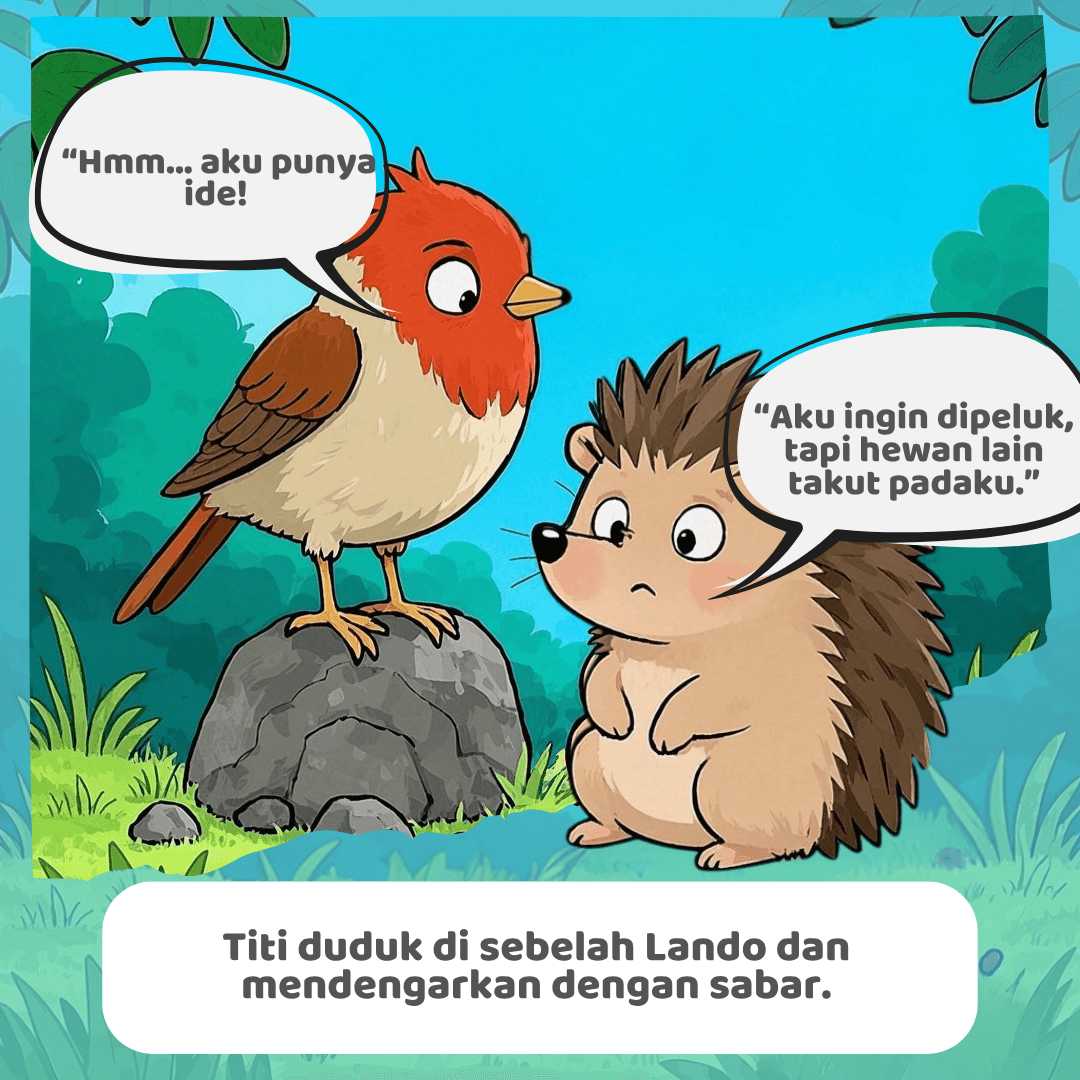 “Hmm... aku punya
ide!
“Aku ingin dipeluk,
tapi hewan lain
takut padaku.”
Titi duduk di sebelah Lando dan
mendengarkan dengan sabar.